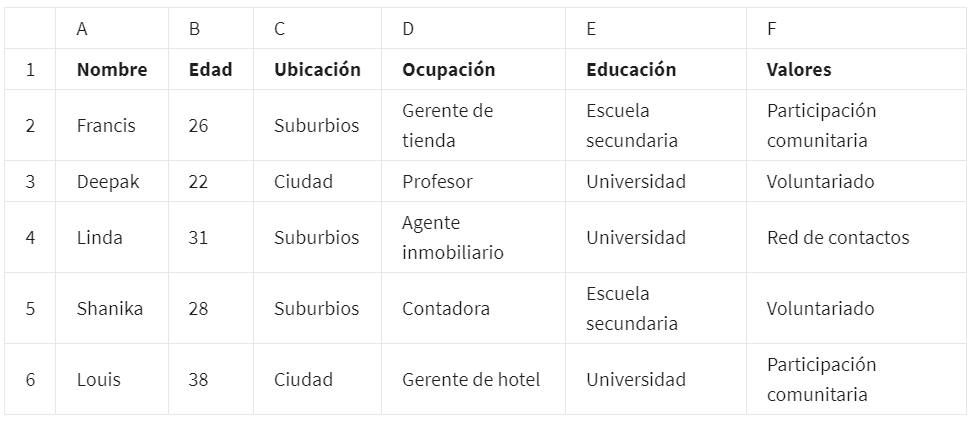 A B C D E F
1 Nombre Edad Ubicación Ocupación Educación Valores
2 Francis 26 Suburbios Gerente de tienda Escuela secundaria Participación comunitaria
3 Deepak 22 Ciudad Profesor Universidad Voluntariado
4 Linda 31 Suburbios Agente inmobiliario Universidad Red de contactos
5 Shanika 28 Suburbios Contadora Escuela secundaria Voluntariado
6 Louis 38 Ciudad Gerente de hotel Universidad Participación comunitaria